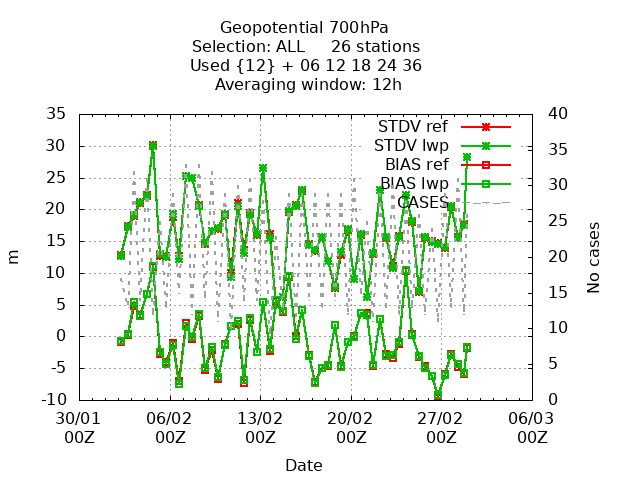 Geopotential 700hPa
Selection: ALL     26 stations
Used {12} + 06 12 18 24 36
Averaging window: 12h
35
30
25
20
15
10
5
0
-5
-10
m
40
35
30
25
20
15
10
5
0
No cases
STDV ref
STDV lwp
BIAS ref
BIAS lwp
CASES
30/01 06/02 13/02 20/02 27/02 06/03
00Z 00Z 00Z 00Z 00Z 00Z
Date